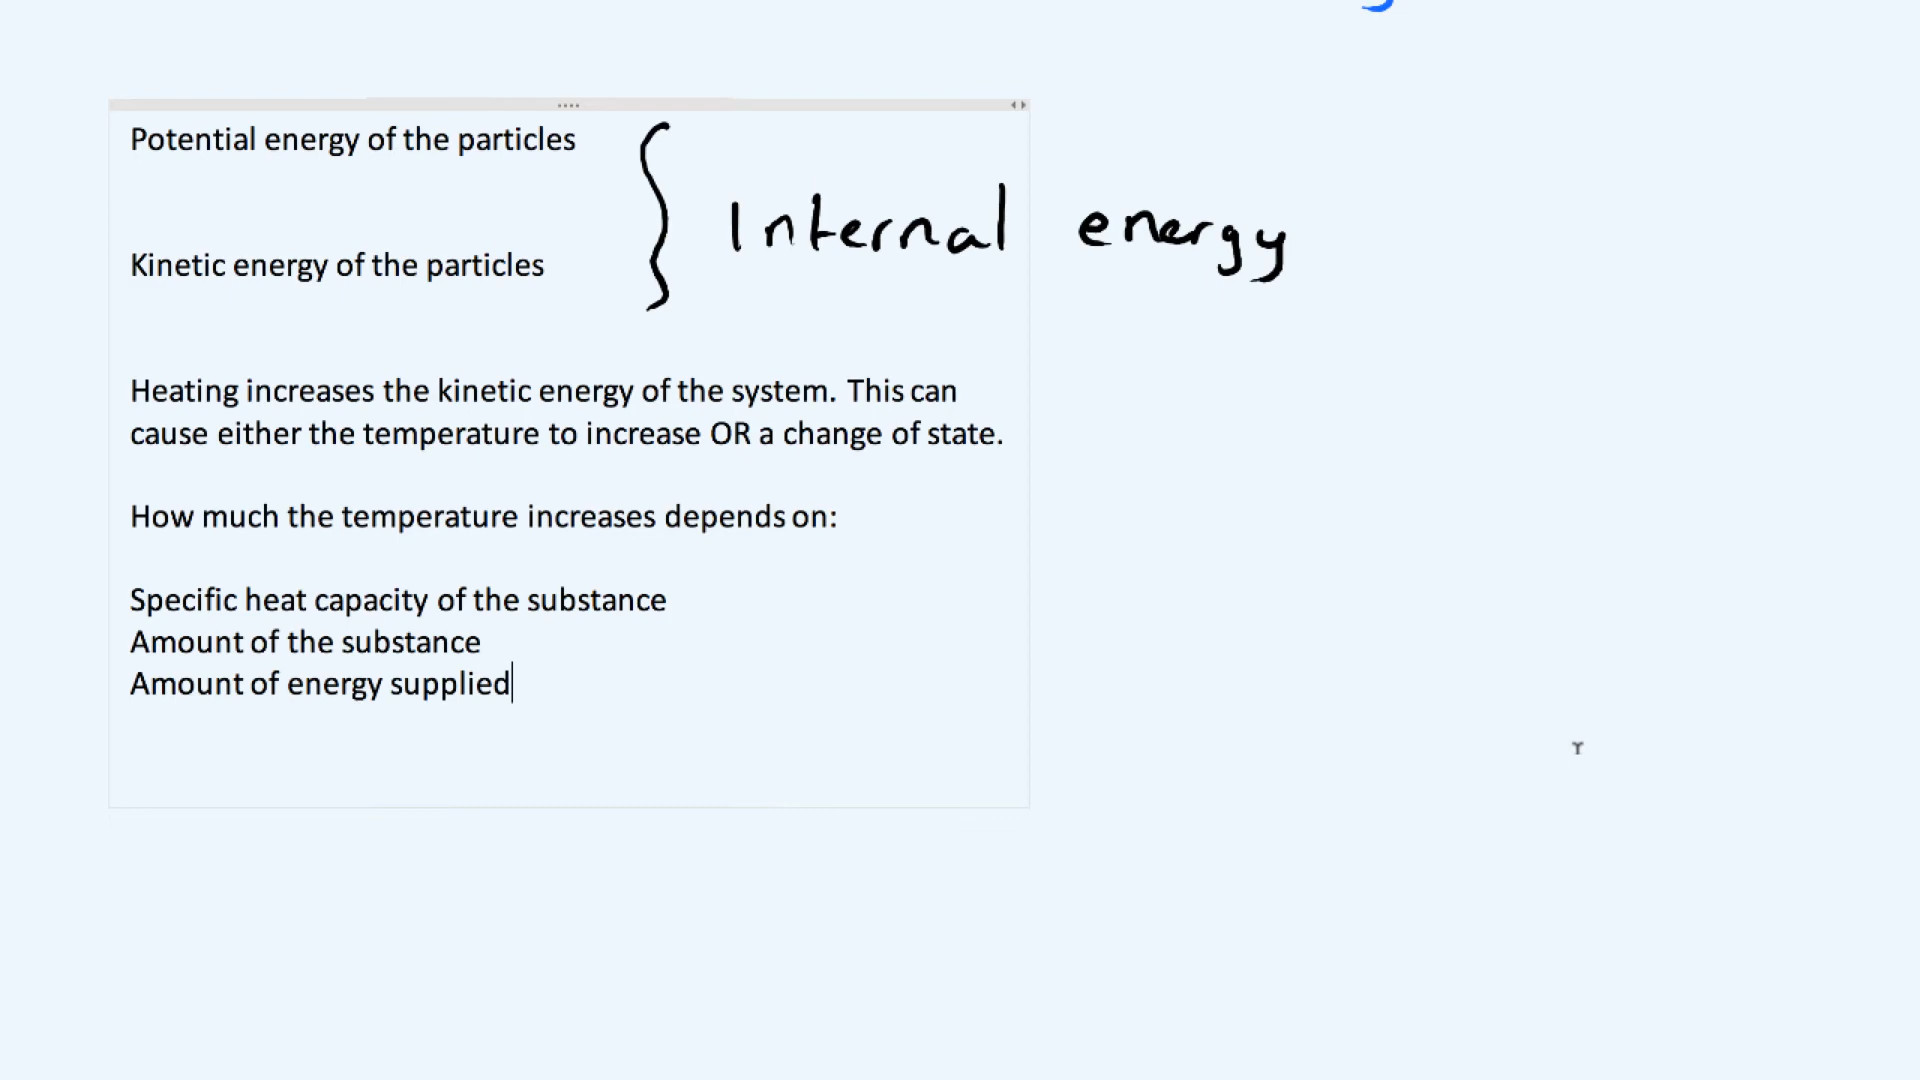 Potential energy of the particles
Internal energy
Kinetic energy of the particles
Heating increases the kinetic energy of the system. This can
cause either the temperature to increase OR a change of state.
How much the temperature increases depends on:
Specific heat capacity of the substance
Amount of the substance
Amount of energy supplied